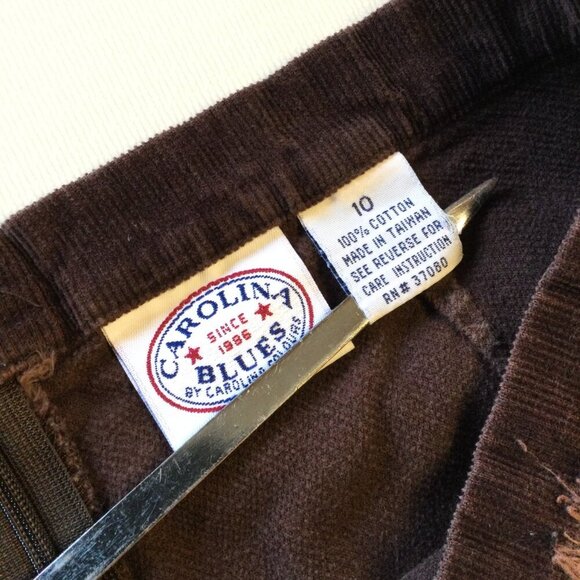 CAROLINA
SINCE
1986
BLUES
BY CAROLINA COLOURS
10
100% COTTON
MADE IN TAIWAN
SEE REVERSE FOR
CARE INSTRUCTION
RN# 37080